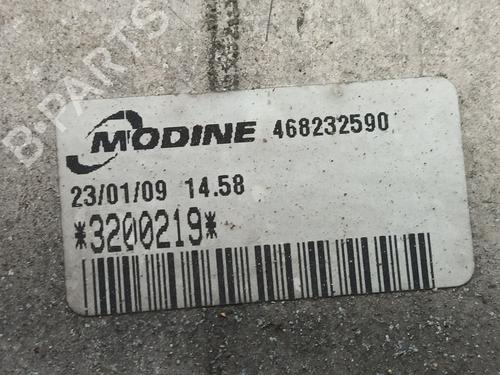 B-PARTS
MODINE 468232590
23/01/09 14.58
*3200219*